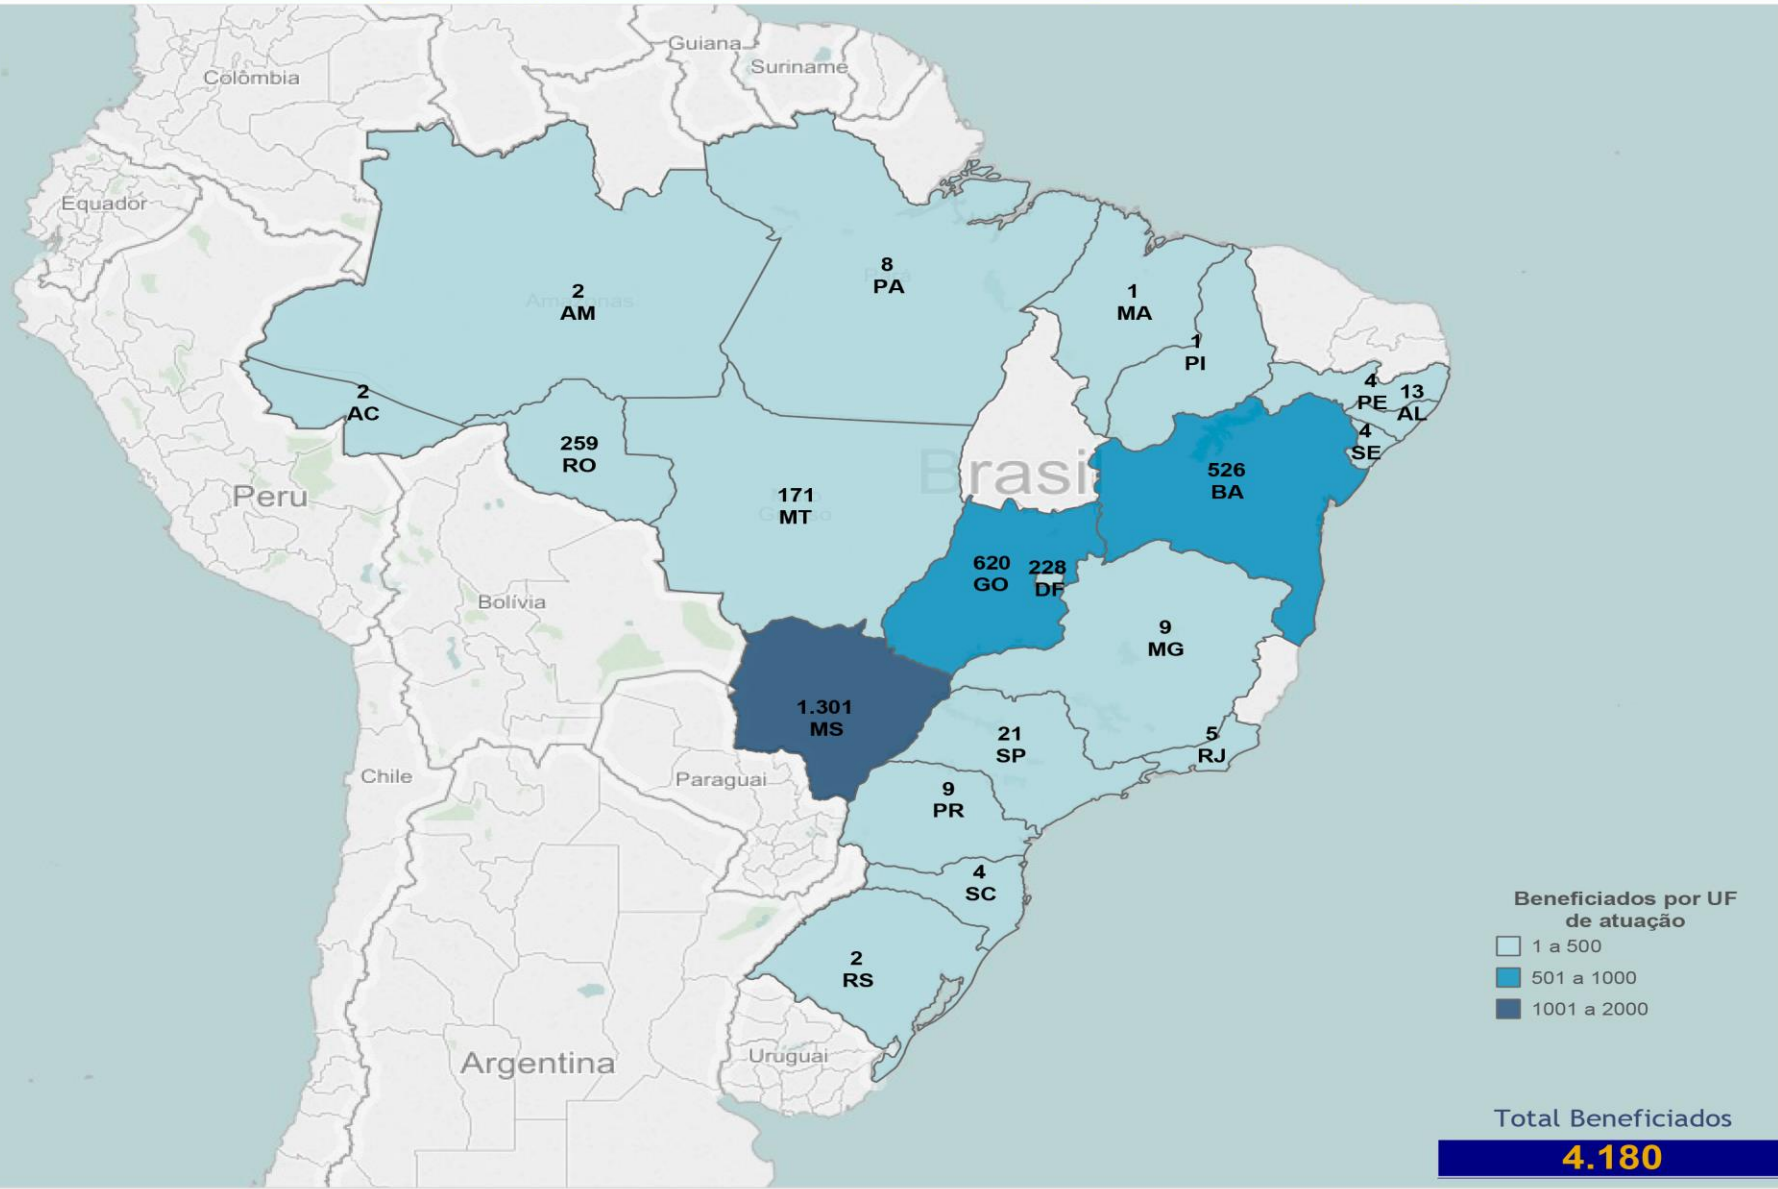 Guiana
Suriname
Colômbia
Equador
8
PA
2
AM
Amazonas
1
MA
1
PI
4
PE
13
AL
2
AC
4
SE
259
RO
Brasil
526
BA
Peru
171
MT
620
GO
228
DF
Bolívia
9
MG
1.301
MS
21
SP
5
RJ
Chile
Paraguai
9
PR
4
SC
Beneficiados por UF
de atuação
1 a 500
501 a 1000
1001 a 2000
2
RS
Uruguai
Argentina
Total Beneficiados
4.180